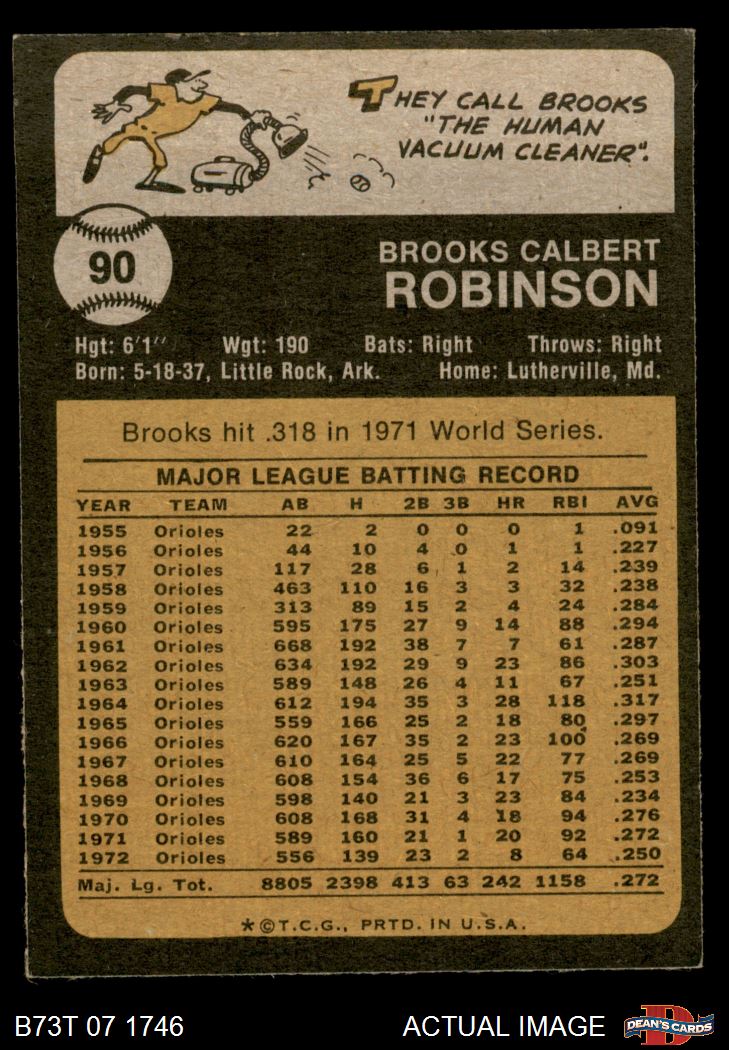 THEY CALL BROOKS
"THE HUMAN
VACUUM CLEANER".
90
BROOKS CALBERT
ROBINSON
Hgt: 6'1" Wgt: 190 Bats: Right Throws: Right
Born: 5-18-37, Little Rock, Ark. Home: Lutherville, Md.
Brooks hit .318 in 1971 World Series.
MAJOR LEAGUE BATTING RECORD
YEAR TEAM AB H 2B 3B HR RBI AVG
1955 Orioles 22 2 0 0 0 1 .091
1956 Orioles 44 10 4 0 1 1 .227
1957 Orioles 117 28 6 1 2 14 .239
1958 Orioles 463 110 16 3 3 32 .238
1959 Orioles 313 89 15 2 4 24 .284
1960 Orioles 595 175 27 9 14 88 .294
1961 Orioles 668 192 38 7 7 61 .287
1962 Orioles 634 192 29 9 23 86 .303
1963 Orioles 589 148 26 4 11 67 .251
1964 Orioles 612 194 35 3 28 118 .317
1965 Orioles 559 166 25 2 18 80 .297
1966 Orioles 620 167 35 2 23 100 .269
1967 Orioles 610 164 25 5 22 77 .269
1968 Orioles 608 154 36 6 17 75 .253
1969 Orioles 598 140 21 3 23 84 .234
1970 Orioles 608 168 31 4 18 94 .276
1971 Orioles 589 160 21 1 20 92 .272
1972 Orioles 556 139 23 2 8 64 .250
Maj. Lg. Tot. 8805 2398 413 63 242 1158 .272
*©T.C.G., PRTD. IN U.S.A.
B73T 07 1746 ACTUAL IMAGE DEAN'S CARDS